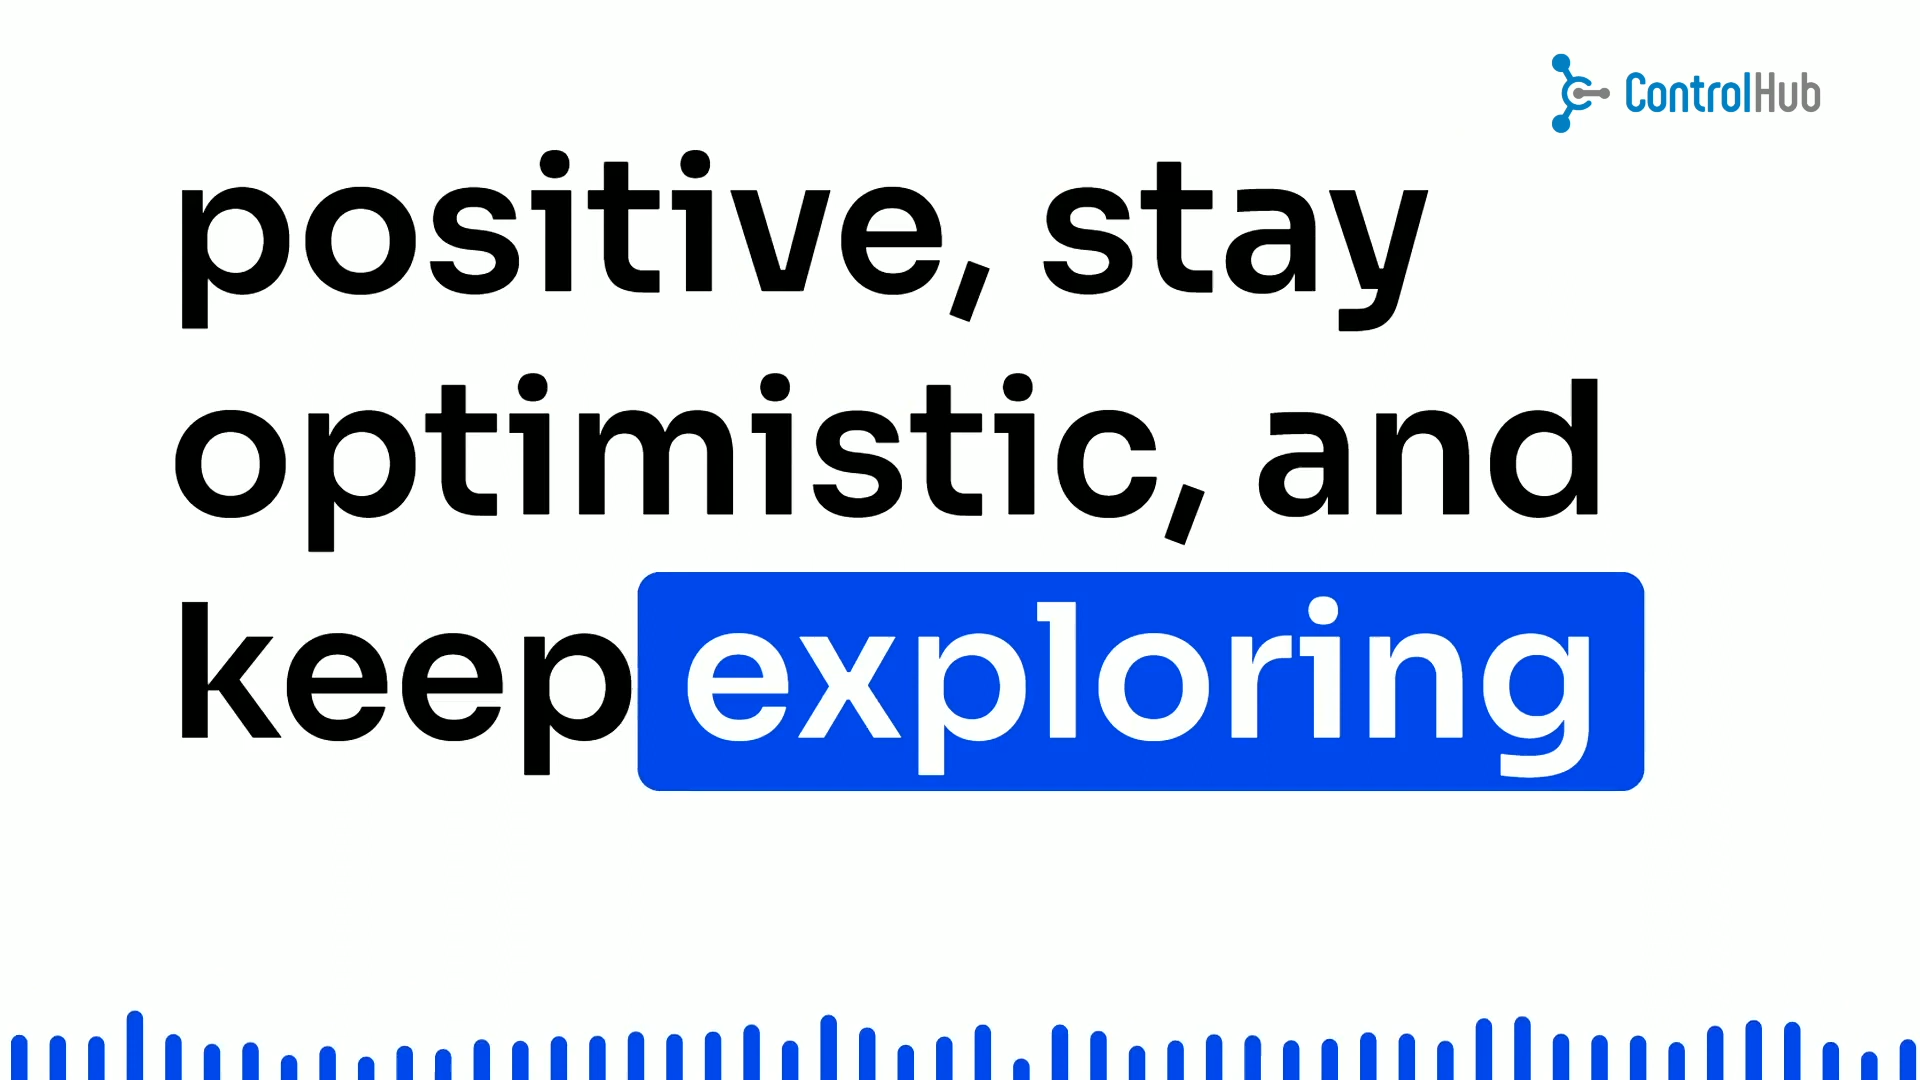 ControlHub
positive, stay
optimistic, and
keep exploring